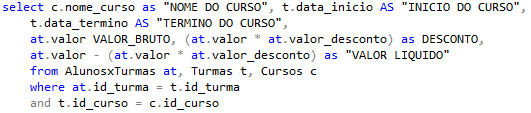 select c.nome_curso as "NOME DO CURSO", t.data_inicio AS "INICIO DO CURSO",
t.data_termino AS "TERMINO DO CURSO",
at.valor VALOR_BRUTO, (at.valor * at.valor_desconto) as DESCONTO,
at.valor - (at.valor * at.valor_desconto) as "VALOR LIQUIDO"
from AlunosxTurmas at, Turmas t, Cursos c
where at.id_turma = t.id_turma
and t.id_curso = c.id_curso